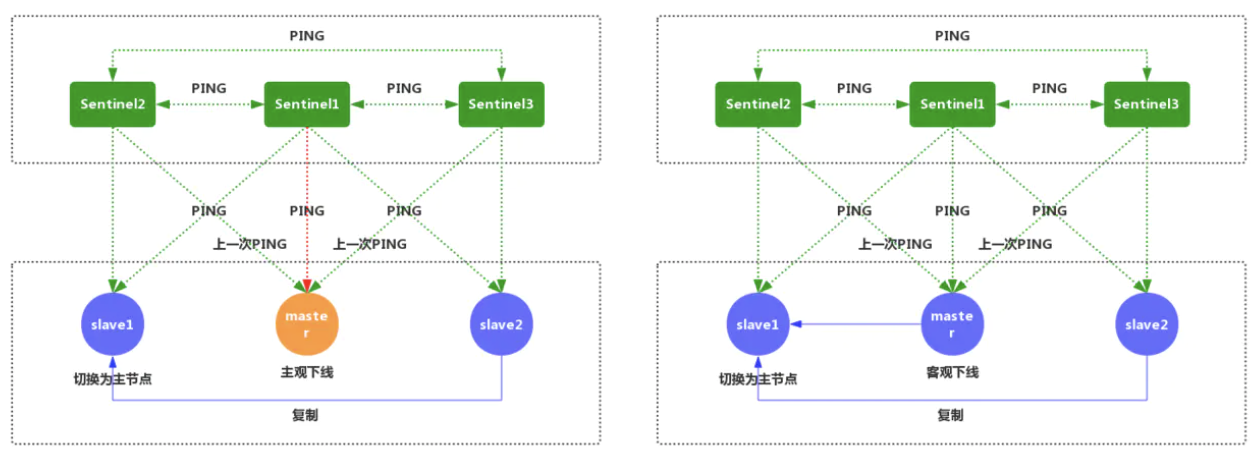 PING
Sentinel2
PING
Sentinel1
PING
Sentinel3
PING
PING
PING
上一次PING
上一次PING
slave1
maste
r
slave2
切换为主节点
主观下线
复制
PING
Sentinel2
PING
Sentinel1
PING
Sentinel3
PING
PING
PING
上一次PING
上一次PING
slave1
maste
r
slave2
切换为主节点
客观下线
复制